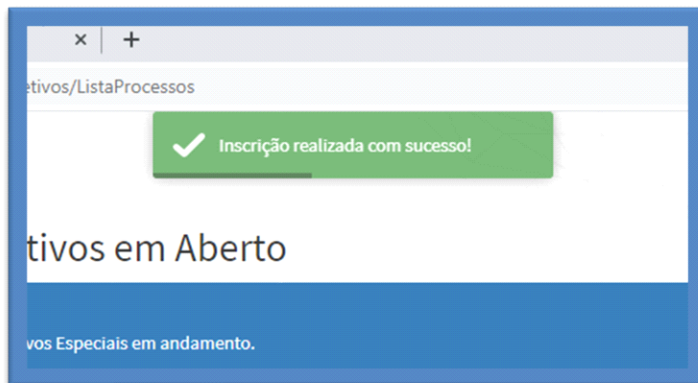 etivos/ListaProcessos
Inscrição realizada com sucesso!
tivos em Aberto
vos Especiais em andamento.